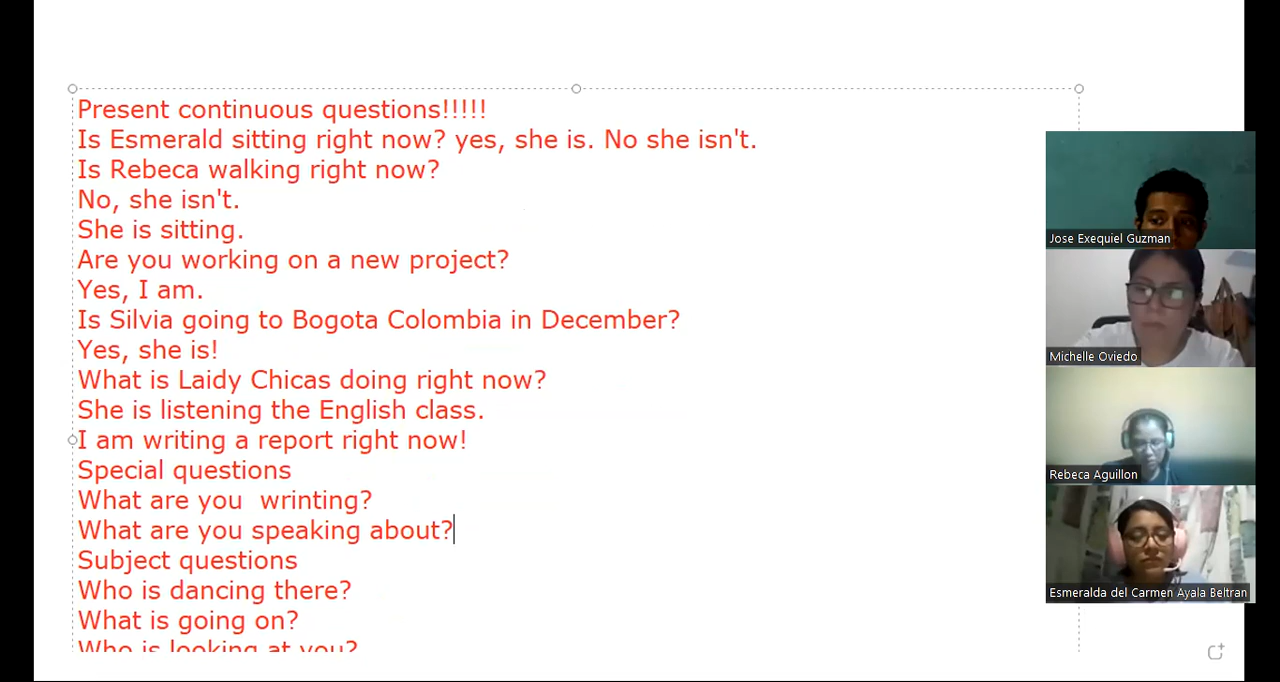 Present continuous questions!!!!!
Is Esmerald sitting right now? yes, she is. No she isn't.
Is Rebeca walking right now?
No, she isn't.
She is sitting.
Are you working on a new project?
Yes, I am.
Is Silvia going to Bogota Colombia in December?
Yes, she is!
What is Laidy Chicas doing right now?
She is listening the English class.
I am writing a report right now!
Special questions
What are you  wrinting?
What are you speaking about?
Subject questions
Who is dancing there?
What is going on?
Who is looking at you?
Jose Exequiel Guzman
Michelle Oviedo
Rebeca Aguillon
Esmeralda del Carmen Ayala Beltran